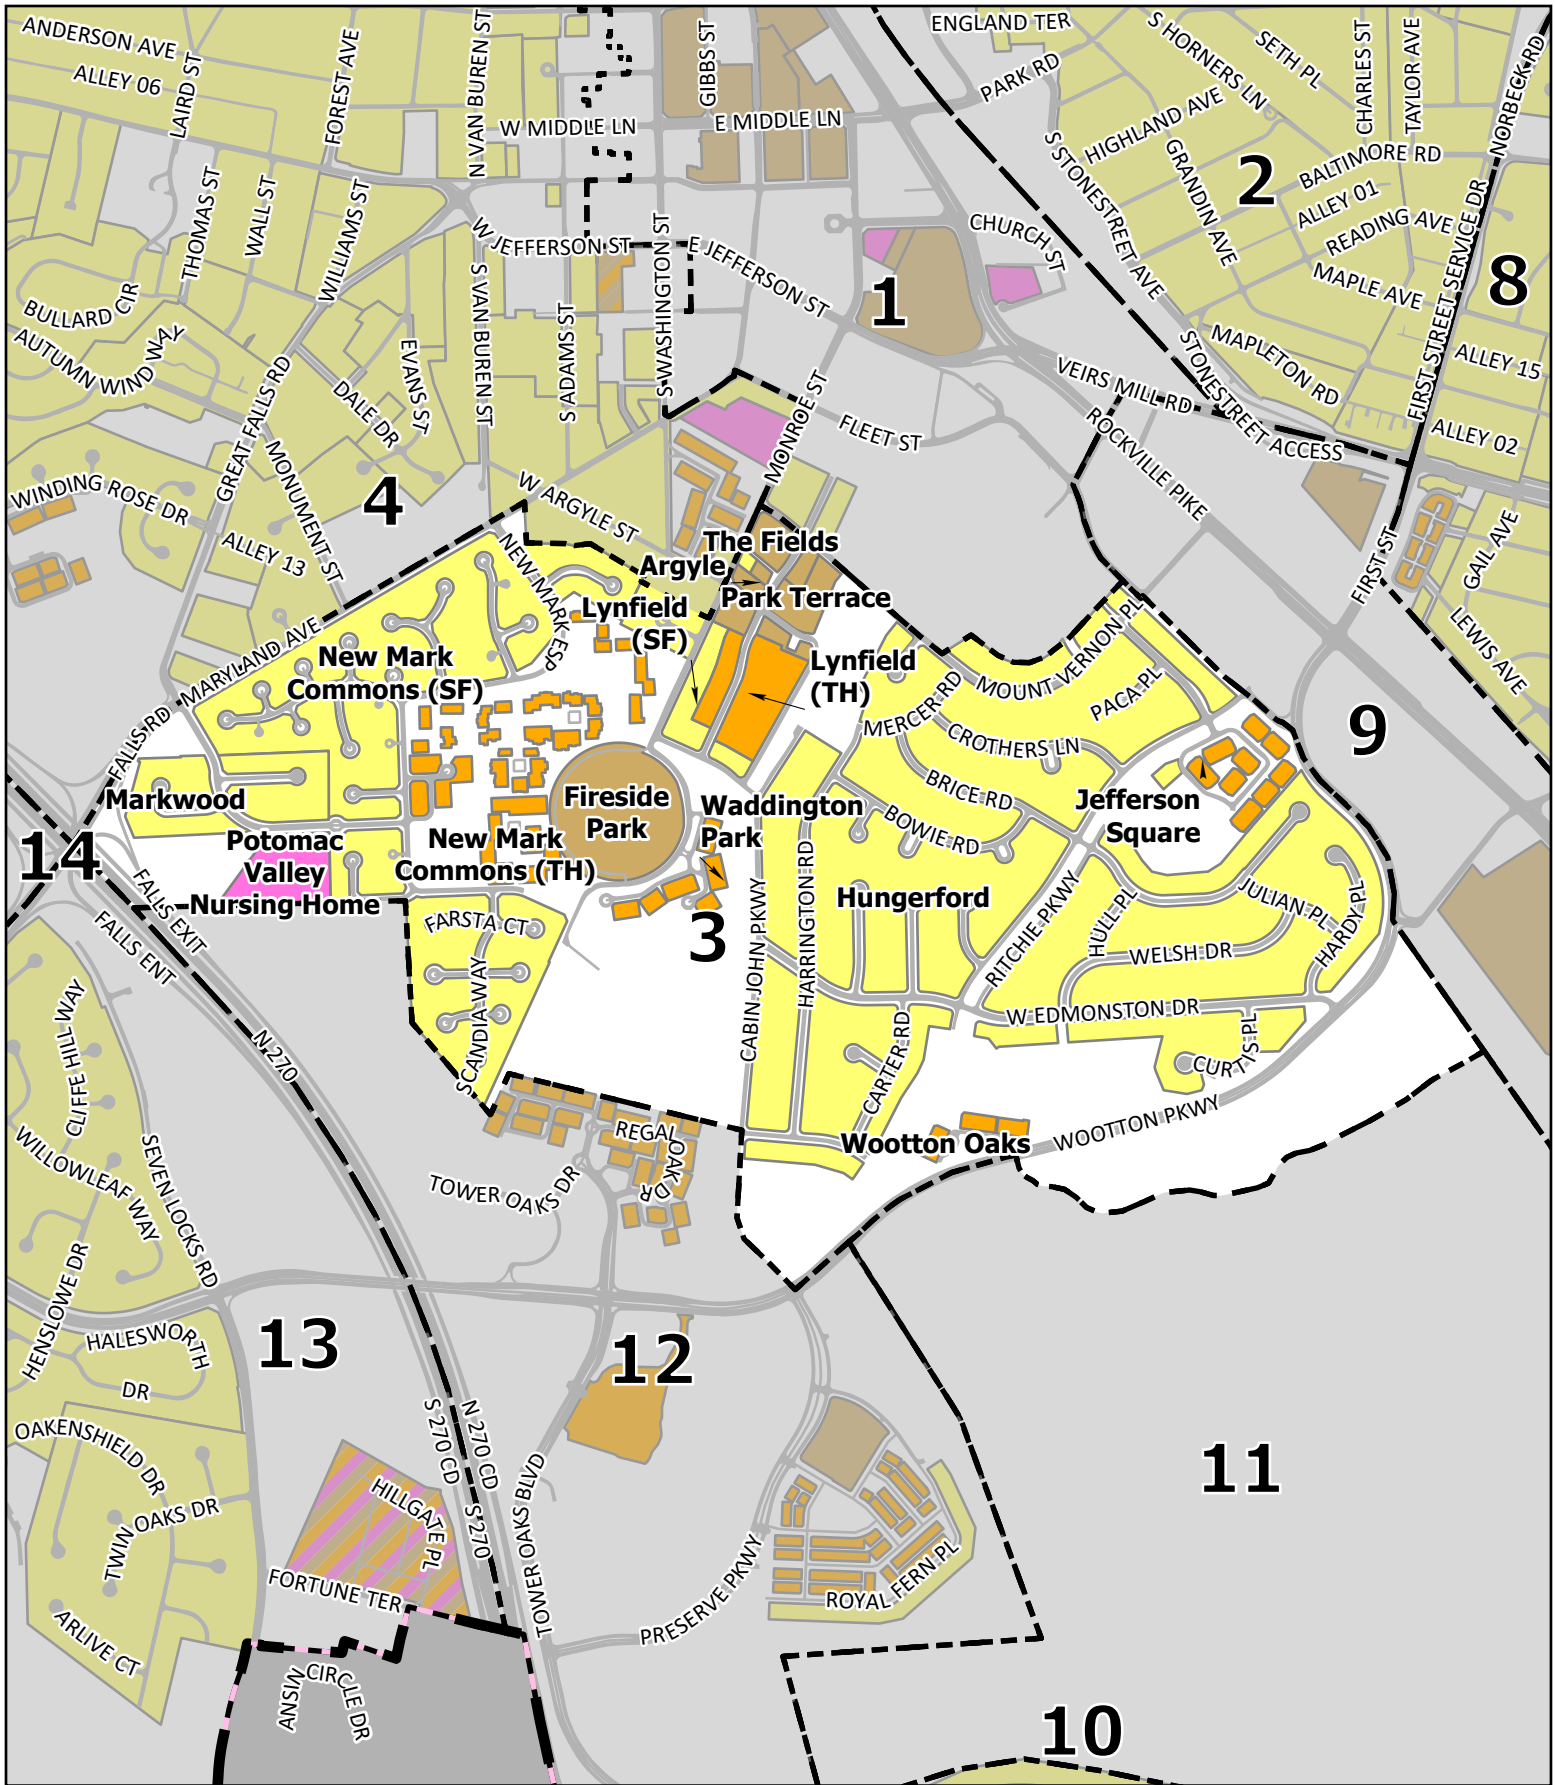 ANDERSON AVE
ALLEY 06
LAIRD ST
FOREST AVE
N VAN BUREN ST
W MIDDLE LN
GIBBS ST
E MIDDLE LN
ENGLAND TER
PARK RD
S HORNERS LN
SETH PL
CHARLES ST
TAYLOR AVE
NORBECK RD
HIGHLAND AVE
S STONESTREET AVE
GRANDIN AVE
2
BALTIMORE RD
ALLEY 01
READING AVE
MAPLE AVE
FIRST STREET SERVICE DR
8
THOMAS ST
WALL ST
WILLIAMS ST
BULLARD CIR
AUTUMN WIND WAY
W JEFFERSON ST
S VAN BUREN ST
S ADAMS ST
S WASHINGTON ST
E JEFFERSON ST
CHURCH ST
1
EVANS ST
DALE DR
GREAT FALLS RD
MONUMENT ST
MAPLETON RD
ALLEY 15
VEIRS MILL RD
STONESTREET ACCESS
ROCKVILLE PIKE
ALLEY 02
MONROE ST
FLEET ST
WINDING ROSE DR
4
ALLEY 13
W ARGYLE ST
NEW MARK ESP
The Fields
Argyle
Park Terrace
Lynfield
(SF)
Lynfield
(TH)
FIRST ST
GAIL AVE
LEWIS AVE
9
MARYLAND AVE
FALLS RD
New Mark
Commons (SF)
MERCER RD
MOUNT VERNON PL
PACA PL
CROTHERS LN
BRICE RD
BOWIE RD
Jefferson
Square
Markwood
Fireside
Park
Waddington
Park
14
Potomac
Valley
Nursing Home
New Mark
Commons (TH)
FALLS EXIT
FALLS ENT
FARSTA CT
SCANDIA WAY
3
CABIN JOHN PKWY
HARRINGTON RD
Hungerford
RITCHIE PKWY
HULL PL
JULIAN PL
HARDY PL
WELSH DR
W EDMONSTON DR
CARTER RD
CURTIS PL
Wootton Oaks
WOOTTON PKWY
N 270
CLIFFE HILL WAY
WILLOWLEAF WAY
SEVEN LOCKS RD
REGAL
OAK DR
TOWER OAKS DR
HENSLOWE DR
HALESWORTH
DR
13
12
11
OAKENSHIELD DR
TWIN OAKS DR
S 270 CD
N 270 CD
S 270
TOWER OAKS BLVD
HILLGATE PL
FORTUNE TER
PRESERVE PKWY
ROYAL FERN PL
ARLIVE CT
ANSIN
CIRCLE DR
10